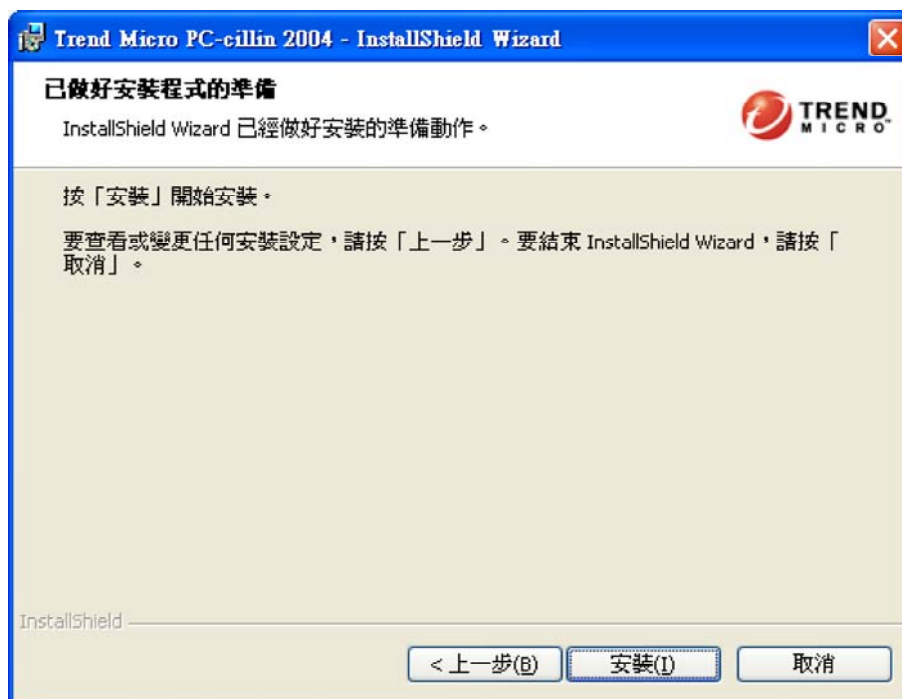 Trend Micro PC-cillin 2004 - InstallShield Wizard
已做好安裝程式的準備
InstallShield Wizard 已經做好安裝的準備動作。
TREND
MICRO™
按「安裝」開始安裝。
要查看或變更任何安裝設定，請按「上一步」。要結束 InstallShield Wizard，請按「
取消」。
InstallShield
< 上一步(B)
安裝(I)
取消